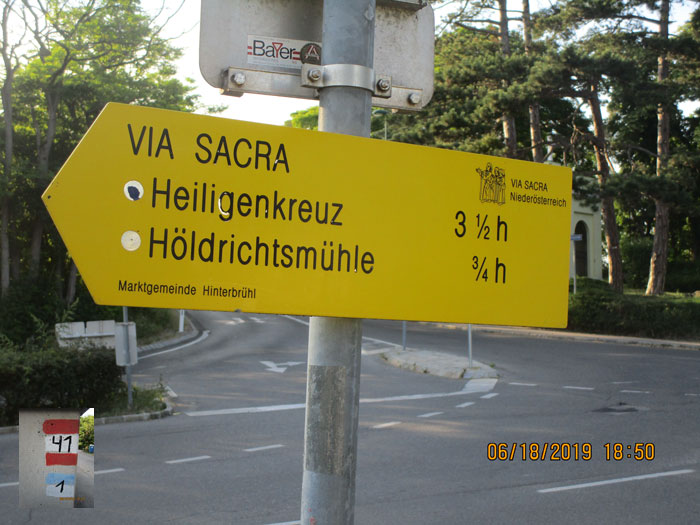 BaYer
VIA SACRA
VIA SACRA
Niederösterreich
Heiligenkreuz 3 ½ h
Höldrichtsmühle ¾ h
Marktgemeinde Hinterbrühl
41
1
06/18/2019 18:50